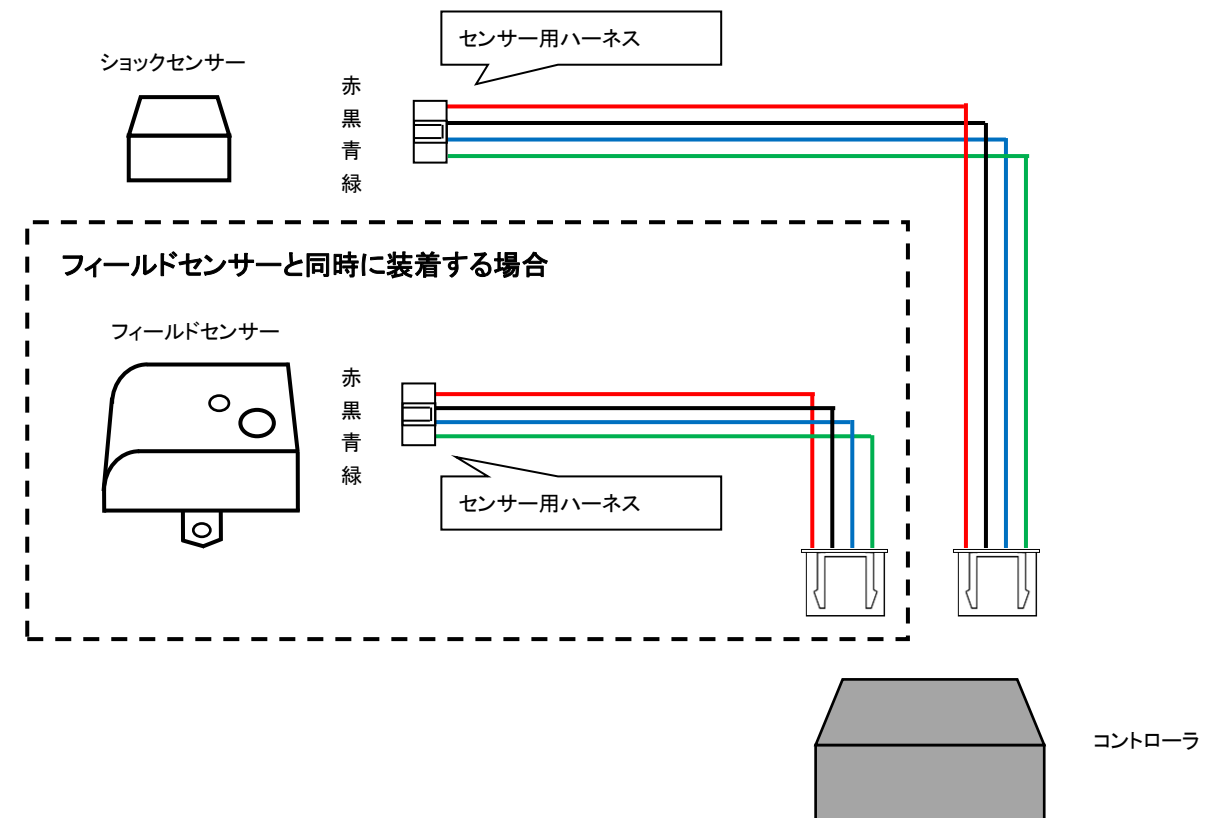 センサー用ハーネス
ショックセンサー
赤
黒
青
緑
フィールドセンサーと同時に装着する場合
フィールドセンサー
赤
黒
青
緑
センサー用ハーネス
コントローラ